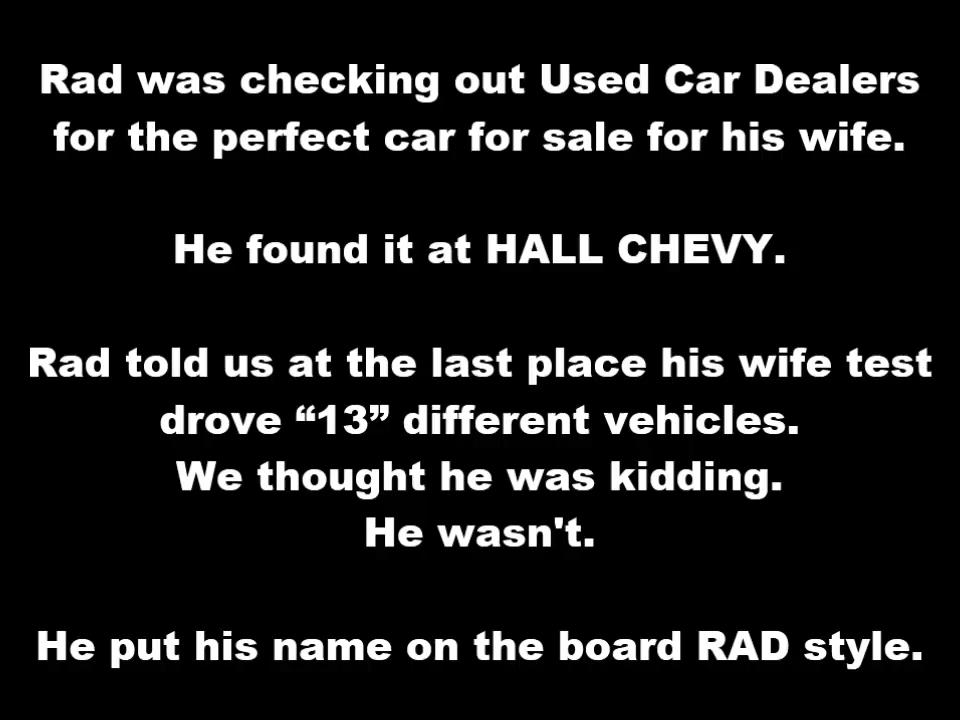 Rad was checking out Used Car Dealers
for the perfect car for sale for his wife.
He found it at HALL CHEVY.
Rad told us at the last place his wife test
drove “13” different vehicles.
We thought he was kidding.
He wasn't.
He put his name on the board RAD style.